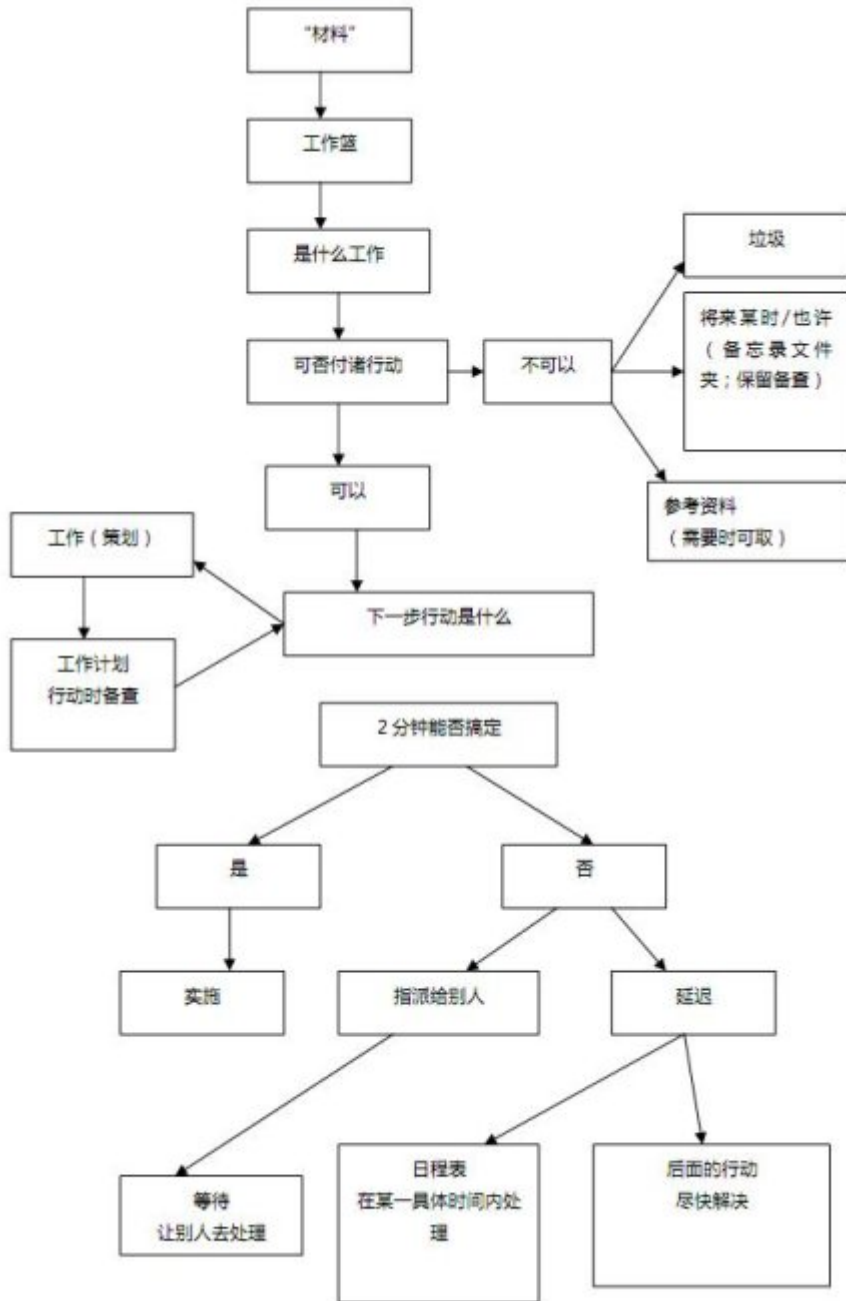 “材料”
工作篮
是什么工作
垃圾
可否付诸行动
不可以
将来某时/也许
（备忘录文件
夹；保留备查）
可以
参考资料
（需要时可取）
工作（策划）
下一步行动是什么
工作计划
行动时备查
2分钟能否搞定
是
否
实施
指派给别人
延迟
等待
让别人去处理
日程表
在某一具体时间内处
理
后面的行动
尽快解决